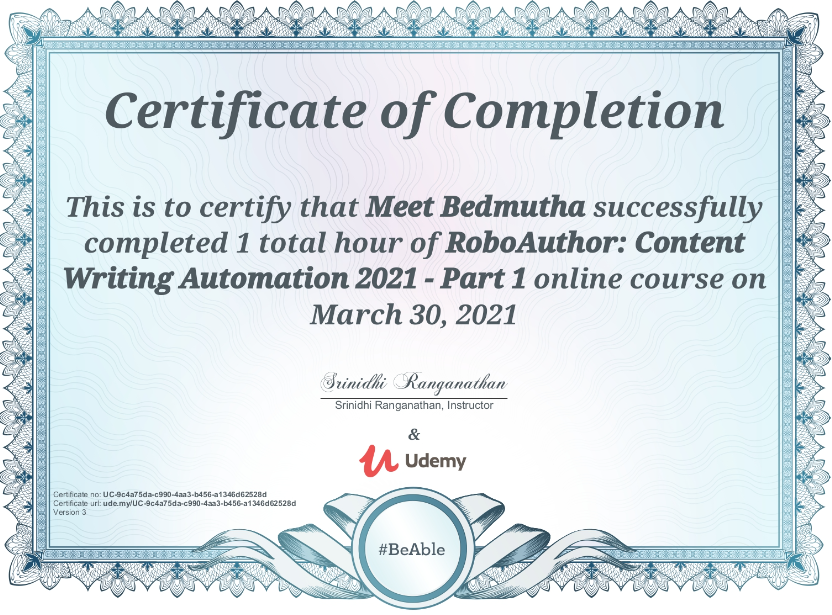 Certificate of Completion
This is to certify that Meet Bedmutha successfully
completed 1 total hour of RoboAuthor: Content
Writing Automation 2021 - Part 1 online course on
March 30, 2021
Srinidhi Ranganathan
Srinidhi Ranganathan, Instructor
&
Udemy
Certificate no: UC-9c4a75da-c990-4aa3-b456-a1346d62528d
Certificate url: ude.my/UC-9c4a75da-c990-4aa3-b456-a1346d62528d
Version 3
#BeAble